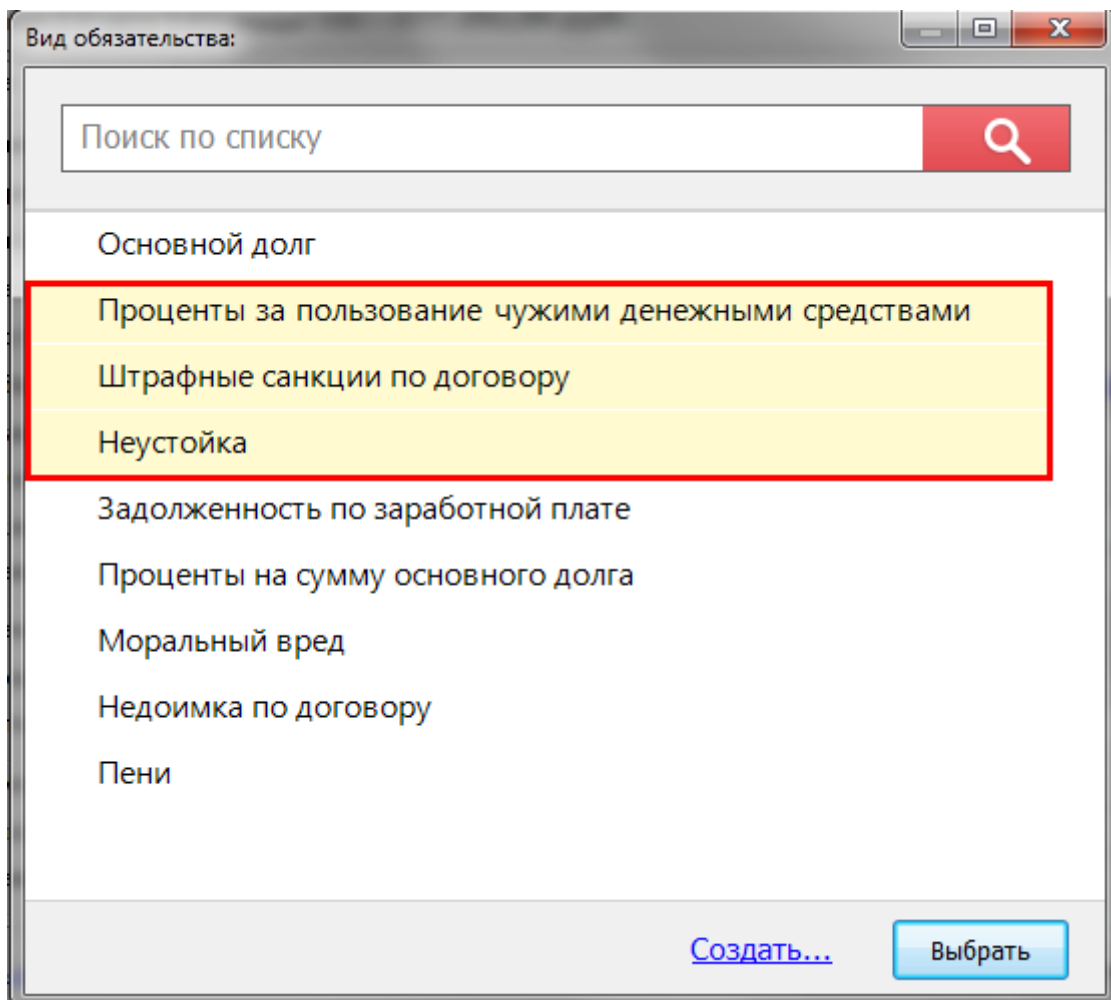 Вид обязательства:
Поиск по списку
Основной долг
Проценты за пользование чужими денежными средствами
Штрафные санкции по договору
Неустойка
Задолженность по заработной плате
Проценты на сумму основного долга
Моральный вред
Недоимка по договору
Пени
Создать...
Выбрать